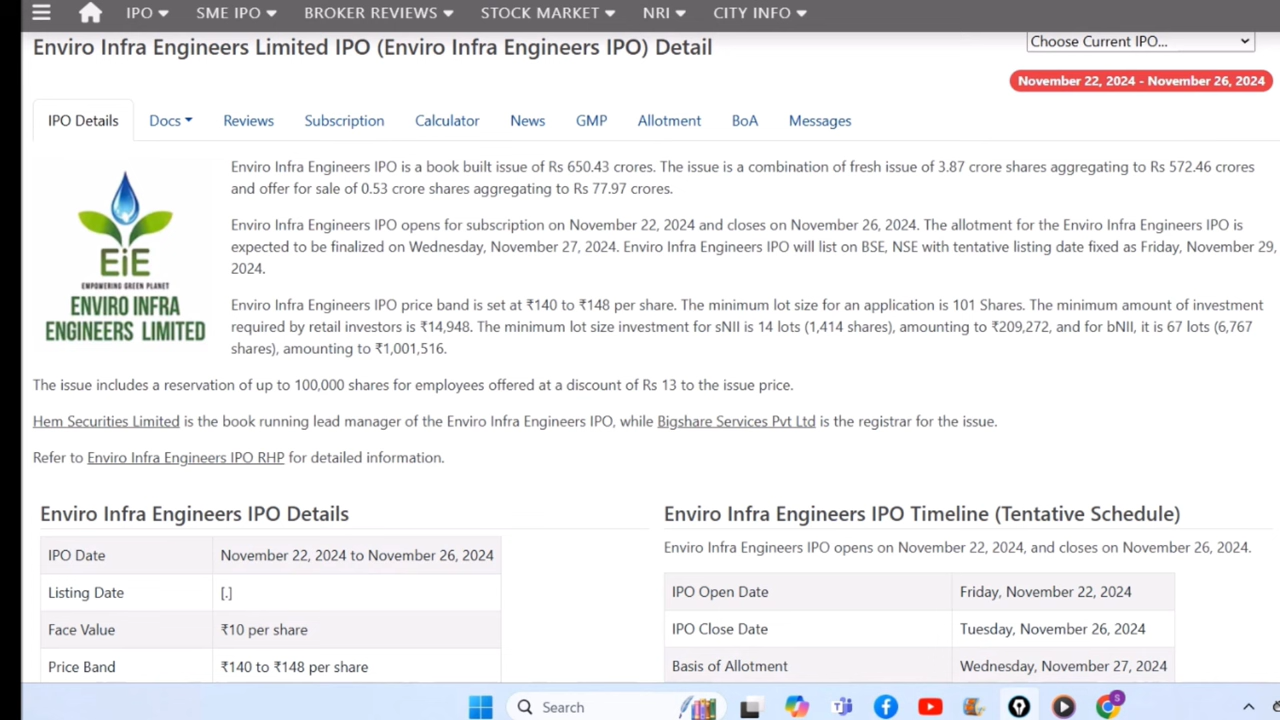 IPO SME IPO BROKER REVIEWS STOCK MARKET NRI CITY INFO
Enviro Infra Engineers Limited IPO (Enviro Infra Engineers IPO) Detail
Choose Current IPO...
November 22, 2024 - November 26, 2024
IPO Details Docs Reviews Subscription Calculator News GMP Allotment BoA Messages
EiE
EMPOWERING GREEN PLANET
ENVIRO INFRA
ENGINEERS LIMITED
Enviro Infra Engineers IPO is a book built issue of Rs 650.43 crores. The issue is a combination of fresh issue of 3.87 crore shares aggregating to Rs 572.46 crores
and offer for sale of 0.53 crore shares aggregating to Rs 77.97 crores.
Enviro Infra Engineers IPO opens for subscription on November 22, 2024 and closes on November 26, 2024. The allotment for the Enviro Infra Engineers IPO is
expected to be finalized on Wednesday, November 27, 2024. Enviro Infra Engineers IPO will list on BSE, NSE with tentative listing date fixed as Friday, November 29,
2024.
Enviro Infra Engineers IPO price band is set at ₹140 to ₹148 per share. The minimum lot size for an application is 101 Shares. The minimum amount of investment
required by retail investors is ₹14,948. The minimum lot size investment for sNII is 14 lots (1,414 shares), amounting to ₹209,272, and for bNII, it is 67 lots (6,767
shares), amounting to ₹1,001,516.
The issue includes a reservation of up to 100,000 shares for employees offered at a discount of Rs 13 to the issue price.
Hem Securities Limited is the book running lead manager of the Enviro Infra Engineers IPO, while Bigshare Services Pvt Ltd is the registrar for the issue.
Refer to Enviro Infra Engineers IPO RHP for detailed information.
Enviro Infra Engineers IPO Details
IPO Date November 22, 2024 to November 26, 2024
Listing Date [.]
Face Value ₹10 per share
Price Band ₹140 to ₹148 per share
Enviro Infra Engineers IPO Timeline (Tentative Schedule)
Enviro Infra Engineers IPO opens on November 22, 2024, and closes on November 26, 2024.
IPO Open Date Friday, November 22, 2024
IPO Close Date Tuesday, November 26, 2024
Basis of Allotment Wednesday, November 27, 2024
Search